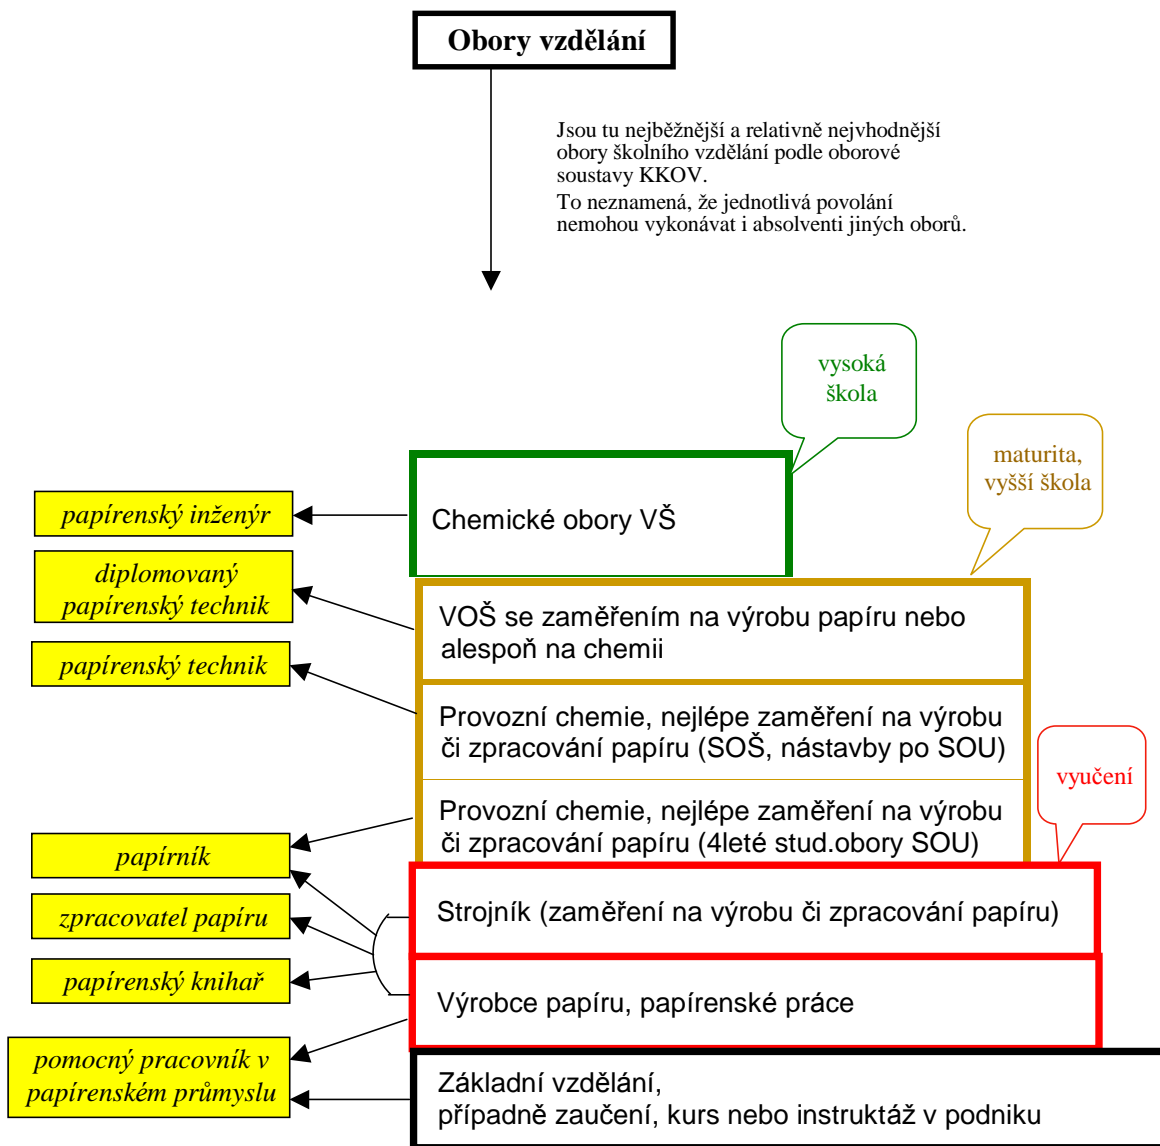 Obory vzdělání
Jsou tu nejběžnější a relativně nejvhodnější
obory školního vzdělání podle oborové
soustavy KKOV.
To neznamená, že jednotlivá povolání
nemohou vykonávat i absolventi jiných oborů.
vysoká
škola
maturita,
vyšší škola
papírenský inženýr
Chemické obory VŠ
diplomovaný
papírenský technik
VOŠ se zaměřením na výrobu papíru nebo
alespoň na chemii
papírenský technik
Provozní chemie, nejlépe zaměření na výrobu
či zpracování papíru (SOŠ, nástavby po SOU)
vyučení
Provozní chemie, nejlépe zaměření na výrobu
či zpracování papíru (4leté stud.obory SOU)
papírník
zpracovatel papíru
Strojník (zaměření na výrobu či zpracování papíru)
papírenský knihař
Výrobce papíru, papírenské práce
pomocný pracovník v
papírenském průmyslu
Základní vzdělání,
případně zaučení, kurs nebo instruktáž v podniku